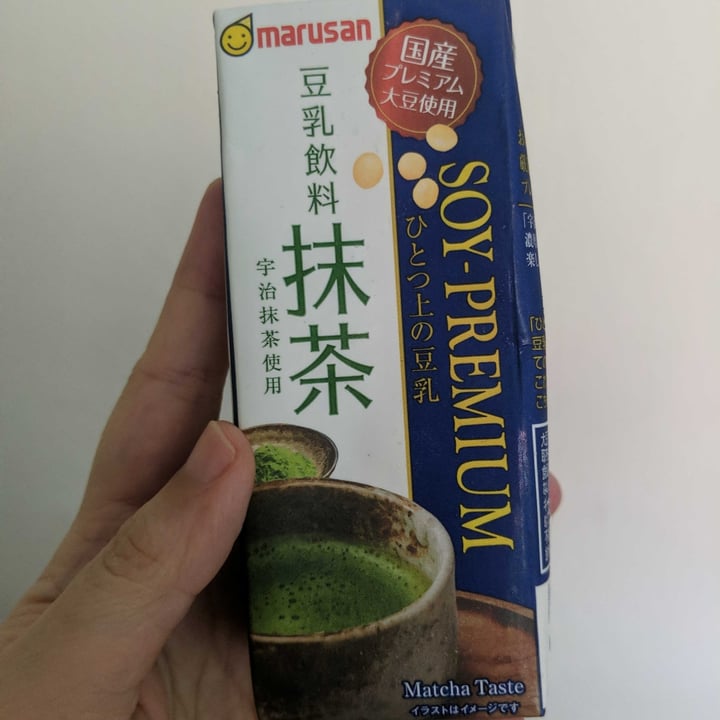 marusan
国産
プレミアム
大豆使用
豆乳飲料
抹茶
宇治抹茶使用
SOY-PREMIUM
ひとつ上の豆乳
Matcha Taste
イラストはイメージです